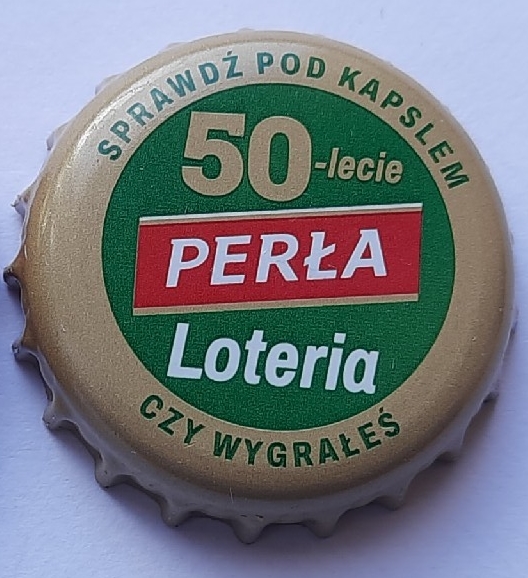 SPRAWDŹ POD KAPSLEM
50-lecie
PERŁA
Loteria
CZY WYGRAŁEŚ